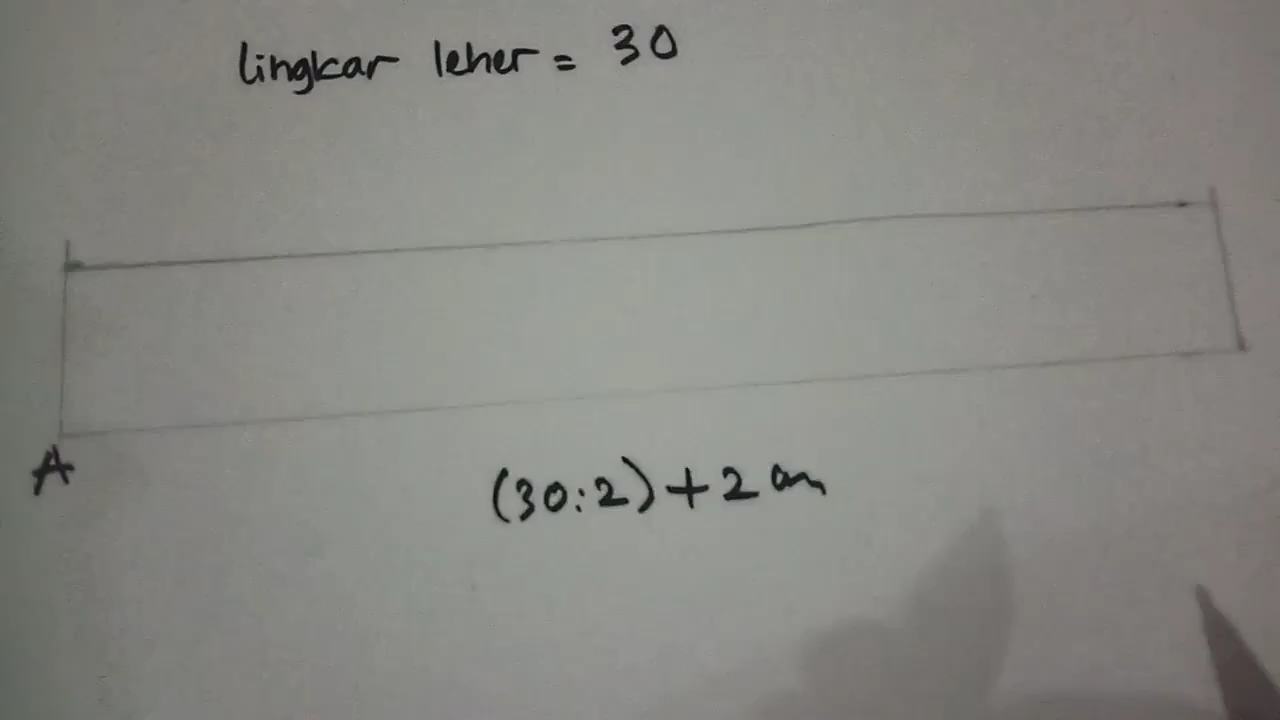 lingkar leher = 30
A
(30:2)+2 cm